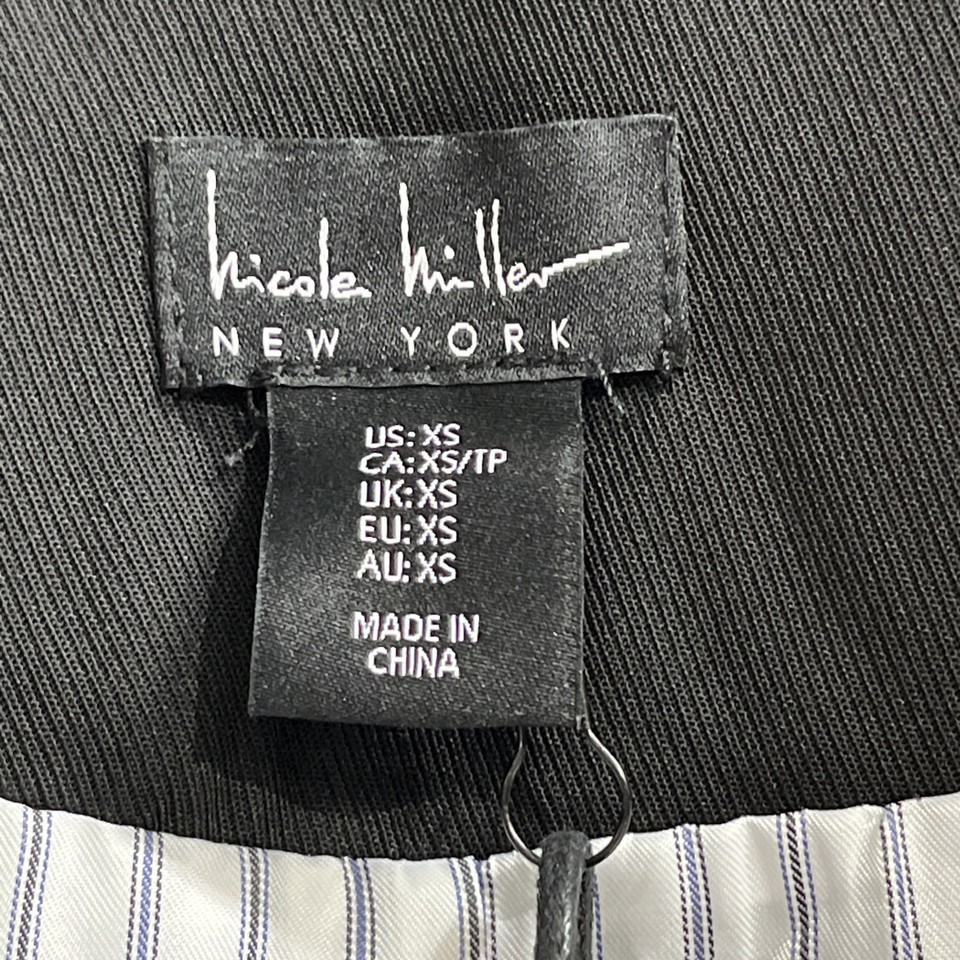 Nicole Miller
NEW YORK
US: XS
CA: XS/TP
UK: XS
EU: XS
AU: XS
MADE IN
CHINA